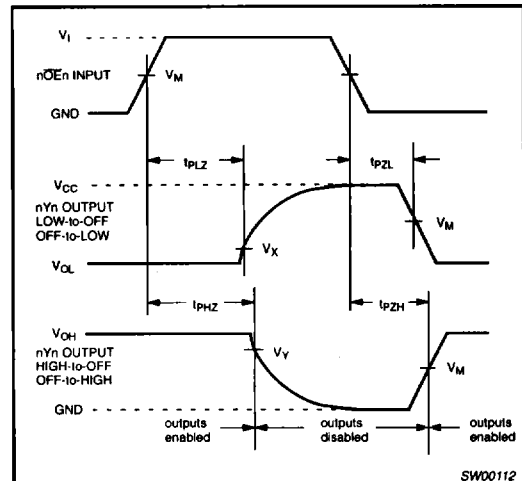 VI
nO̅E̅n INPUT
VM
GND
tPLZ
tPZL
VCC
nYn OUTPUT
LOW-to-OFF
OFF-to-LOW
VM
VX
VOL
tPHZ
tPZH
VOH
nYn OUTPUT
HIGH-to-OFF
OFF-to-HIGH
VY
VM
GND
outputs enabled
outputs disabled
outputs enabled
SW00112